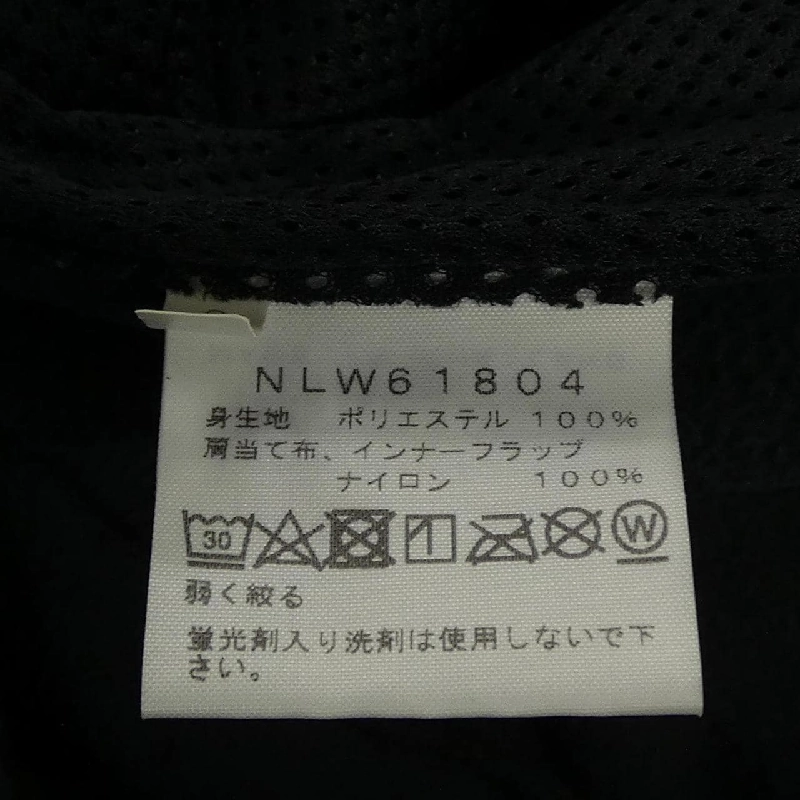 NLW61804
身生地 ポリエステル 100%
肩当て布、インナーフラップ
ナイロン 100%
30 W
弱く絞る
蛍光剤入り洗剤は使用しないで下
さい。